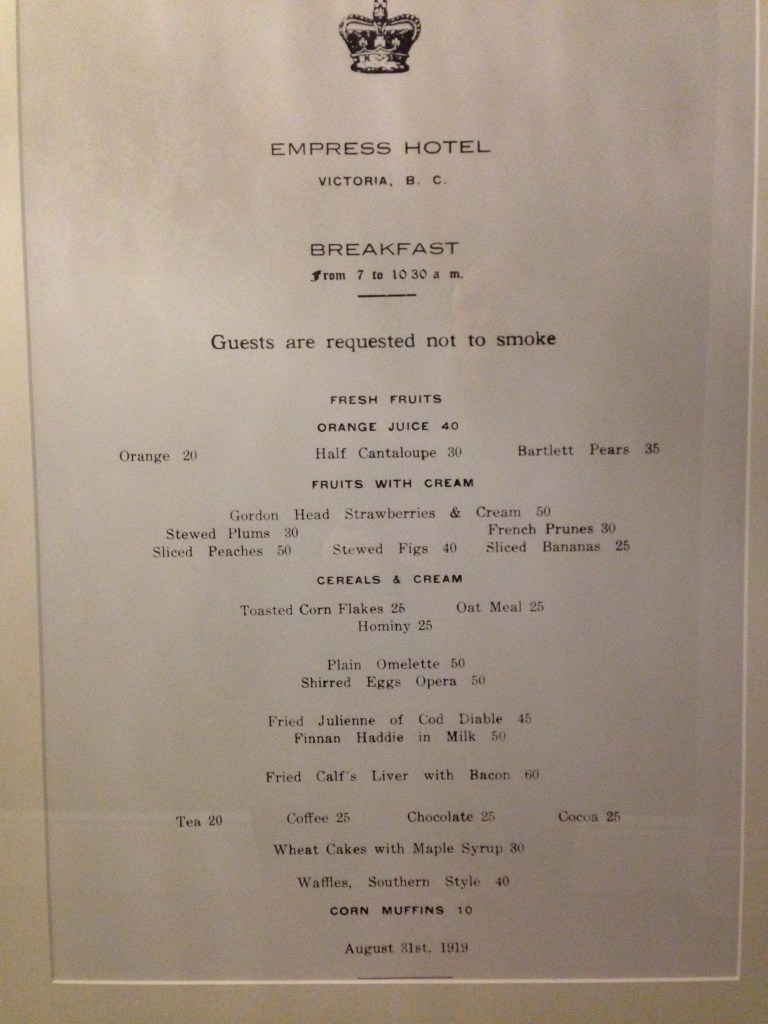 EMPRESS HOTEL
VICTORIA, B. C.
BREAKFAST
From 7 to 10 30 a m.
Guests are requested not to smoke
FRESH FRUITS
ORANGE JUICE 40
Orange 20 Half Cantaloupe 30 Bartlett Pears 35
FRUITS WITH CREAM
Gordon Head Strawberries & Cream 50
Stewed Plums 30 French Prunes 30
Sliced Peaches 50 Stewed Figs 40 Sliced Bananas 25
CEREALS & CREAM
Toasted Corn Flakes 25 Oat Meal 25
Hominy 25
Plain Omelette 50
Shirred Eggs Opera 50
Fried Julienne of Cod Diable 45
Finnan Haddie in Milk 50
Fried Calf's Liver with Bacon 60
Tea 20 Coffee 25 Chocolate 25 Cocoa 25
Wheat Cakes with Maple Syrup 30
Waffles, Southern Style 40
CORN MUFFINS 10
August 31st. 1919